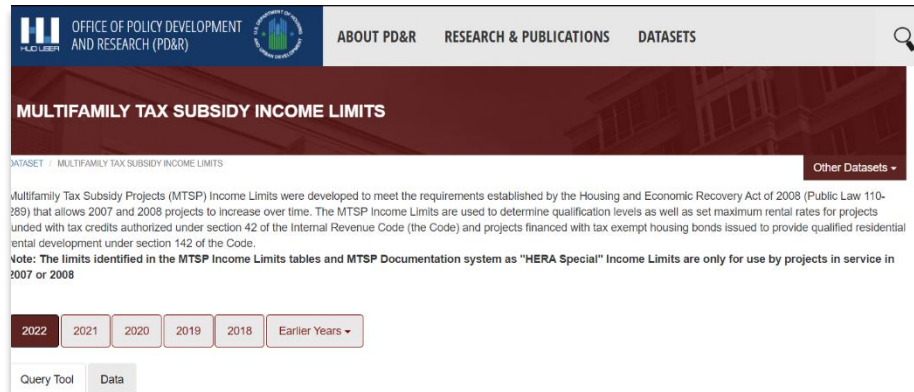 HUD USER
OFFICE OF POLICY DEVELOPMENT
AND RESEARCH (PD&R)
ABOUT PD&R
RESEARCH & PUBLICATIONS
DATASETS
MULTIFAMILY TAX SUBSIDY INCOME LIMITS
DATASET / MULTIFAMILY TAX SUBSIDY INCOME LIMITS
Other Datasets
Multifamily Tax Subsidy Projects (MTSP) Income Limits were developed to meet the requirements established by the Housing and Economic Recovery Act of 2008 (Public Law 110-
289) that allows 2007 and 2008 projects to increase over time. The MTSP Income Limits are used to determine qualification levels as well as set maximum rental rates for projects
funded with tax credits authorized under section 42 of the Internal Revenue Code (the Code) and projects financed with tax exempt housing bonds issued to provide qualified residential
rental development under section 142 of the Code.
Note: The limits identified in the MTSP Income Limits tables and MTSP Documentation system as "HERA Special" Income Limits are only for use by projects in service in
2007 or 2008
2022
2021
2020
2019
2018
Earlier Years
Query Tool
Data